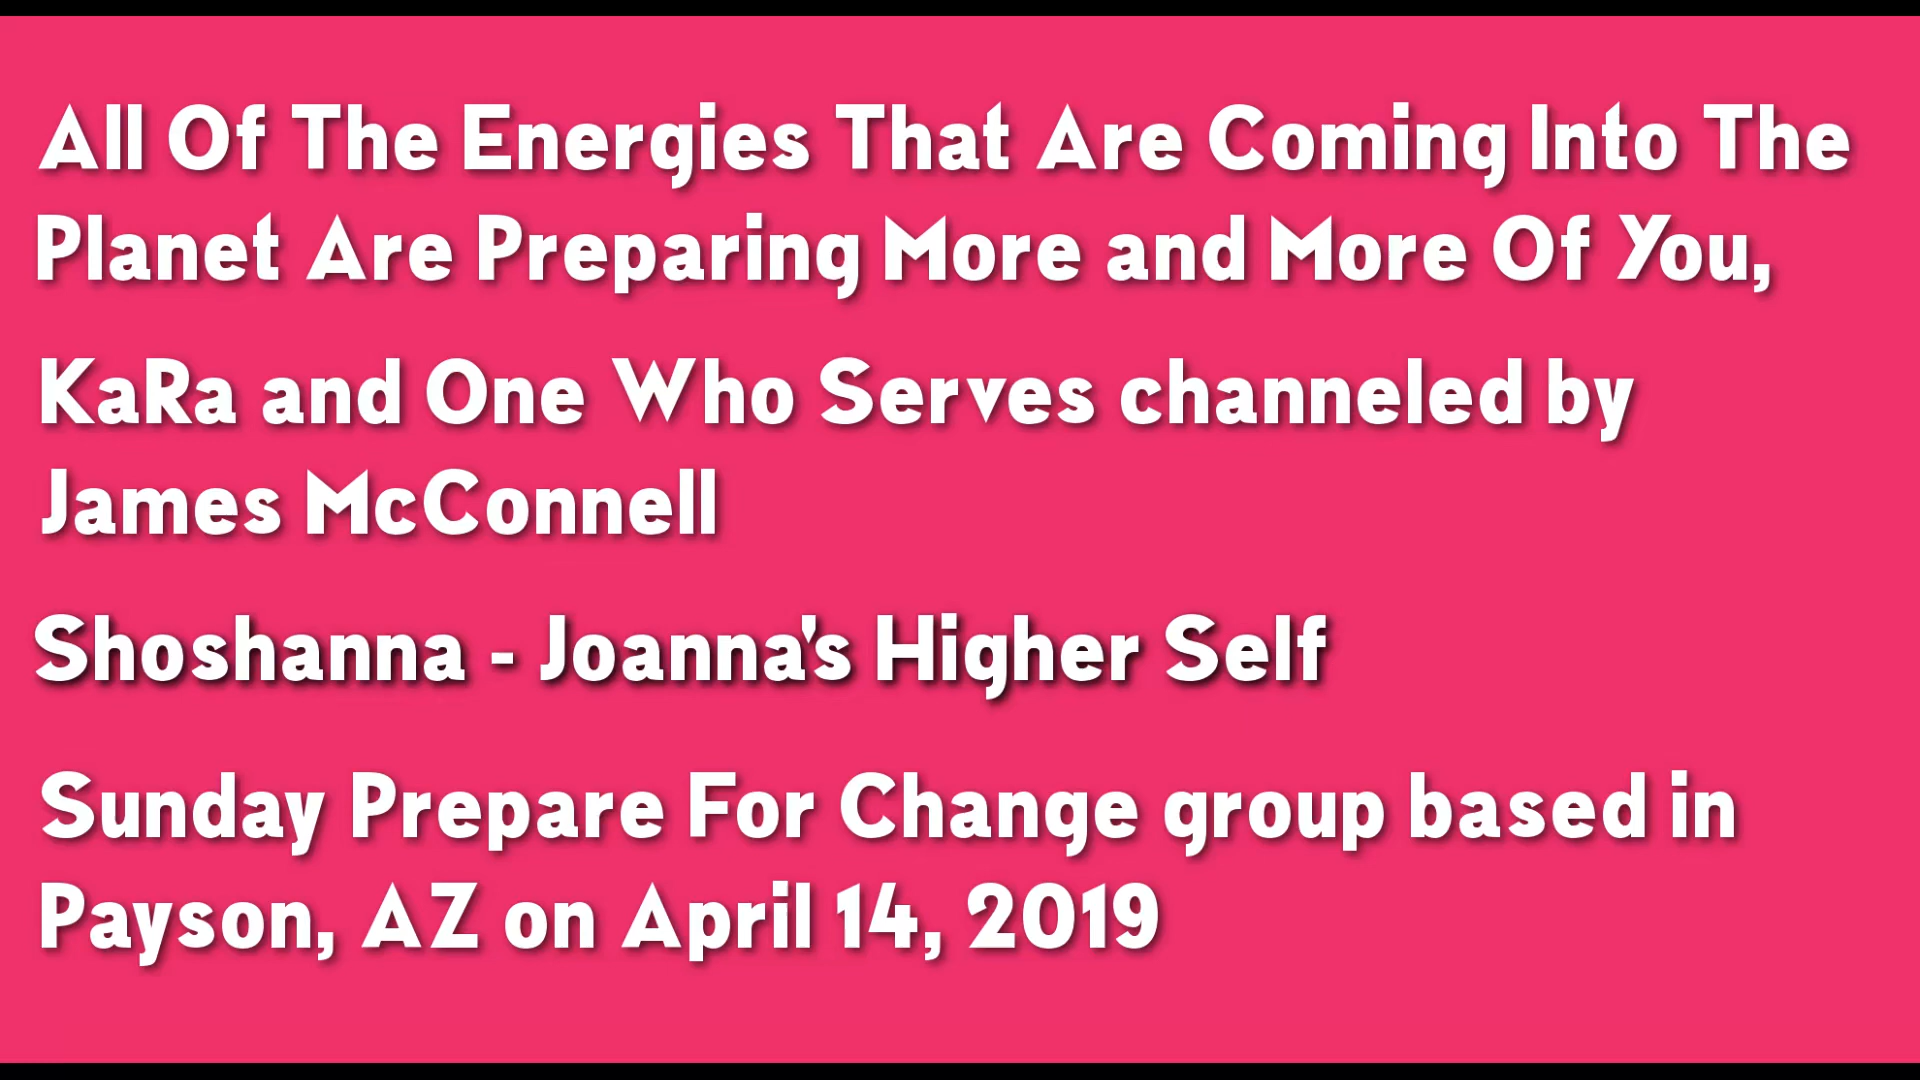 All Of The Energies That Are Coming Into The
Planet Are Preparing More and More Of You,
KaRa and One Who Serves channeled by
James McConnell
Shoshanna - Joanna's Higher Self
Sunday Prepare For Change group based in
Payson, AZ on April 14, 2019